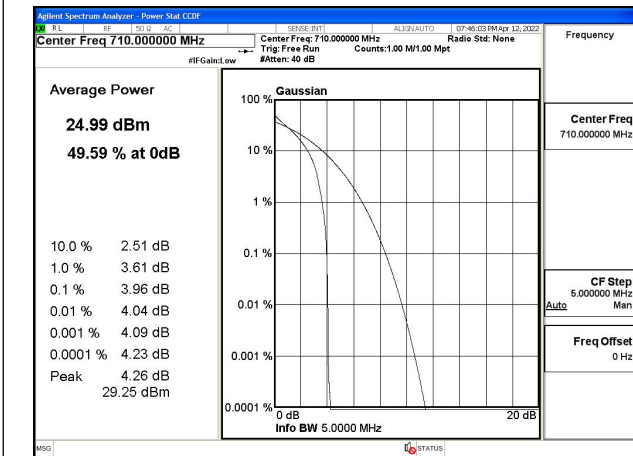 Agilent Spectrum Analyzer - Power Stat CCDF
LXI RL RF 50 Ω AC SENSE:INT ALIGN AUTO 07:46:03 PM Apr 12, 2022
Center Freq 710.000000 MHz
#IFGain:Low
Center Freq: 710.000000 MHz Radio Std: None
Trig: Free Run Counts:1.00 M/1.00 Mpt
#Atten: 40 dB
Average Power
24.99 dBm
49.59 % at 0dB
10.0 % 2.51 dB
1.0 % 3.61 dB
0.1 % 3.96 dB
0.01 % 4.04 dB
0.001 % 4.09 dB
0.0001 % 4.23 dB
Peak 4.26 dB
29.25 dBm
Gaussian
100 %
10 %
1 %
0.1 %
0.01 %
0.001 %
0.0001 %
0 dB 20 dB
Info BW 5.0000 MHz
Frequency
Center Freq
710.000000 MHz
CF Step
5.000000 MHz
Auto Man
Freq Offset
0 Hz
MSG STATUS